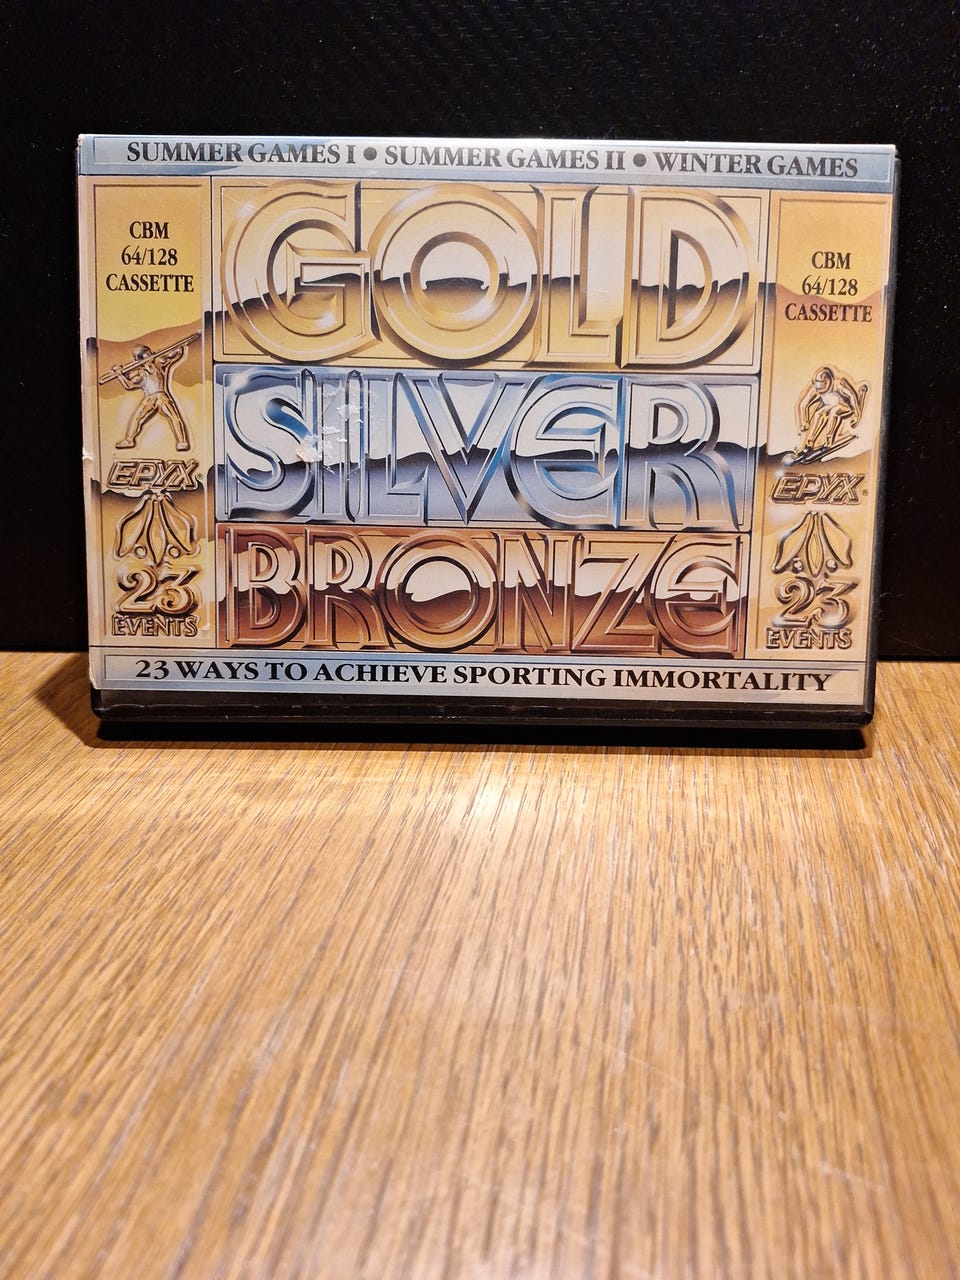 SUMMER GAMES I • SUMMER GAMES II • WINTER GAMES
CBM
64/128
CASSETTE
EPYX
23
EVENTS
GOLD
SILVER
BRONZE
CBM
64/128
CASSETTE
EPYX
23
EVENTS
23 WAYS TO ACHIEVE SPORTING IMMORTALITY